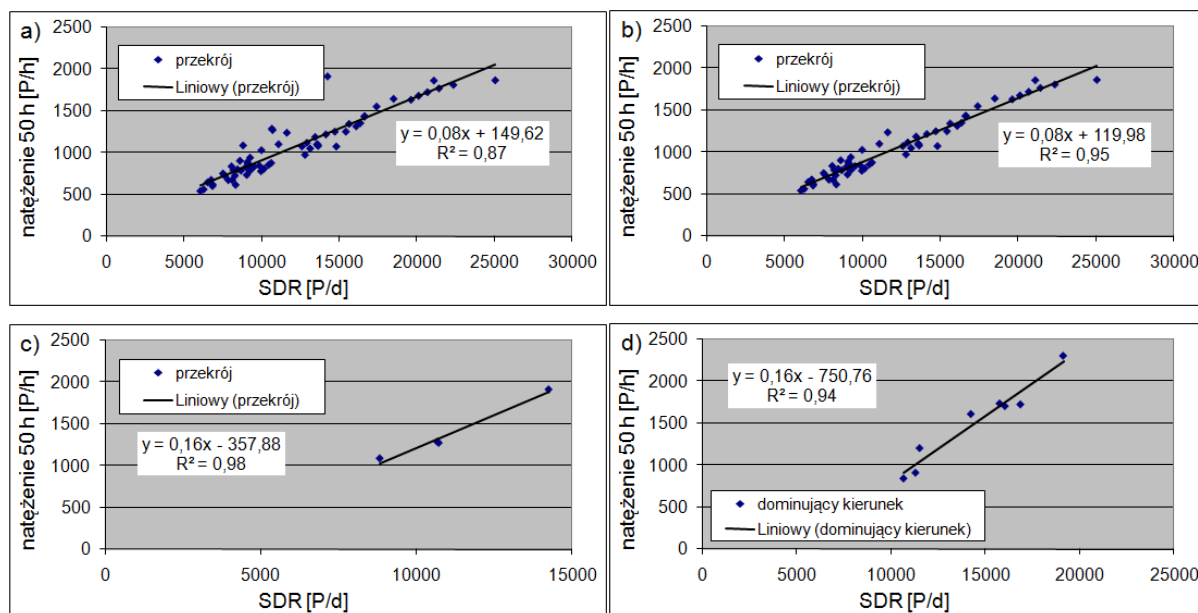 a)
natężenie 50 h [P/h]
2500
2000
1500
1000
500
0
przekrój
Liniowy (przekrój)
y = 0,08x + 149,62
R² = 0,87
0 5000 10000 15000 20000 25000 30000
SDR [P/d]
b)
natężenie 50 h [P/h]
2500
2000
1500
1000
500
0
przekrój
Liniowy (przekrój)
y = 0,08x + 119,98
R² = 0,95
0 5000 10000 15000 20000 25000 30000
SDR [P/d]
c)
natężenie 50 h [P/h]
2500
2000
1500
1000
500
0
przekrój
Liniowy (przekrój)
y = 0,16x - 357,88
R² = 0,98
0 5000 10000 15000
SDR [P/d]
d)
natężenie 50 h [P/h]
2500
2000
1500
1000
500
0
y = 0,16x - 750,76
R² = 0,94
dominujący kierunek
Liniowy (dominujący kierunek)
0 5000 10000 15000 20000 25000
SDR [P/d]